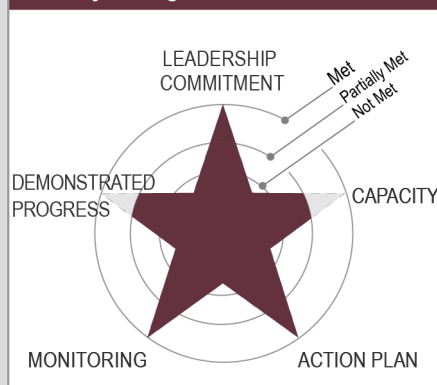 LEADERSHIP
COMMITMENT
Met
Partially Met
Not Met
DEMONSTRATED
PROGRESS
CAPACITY
MONITORING
ACTION PLAN